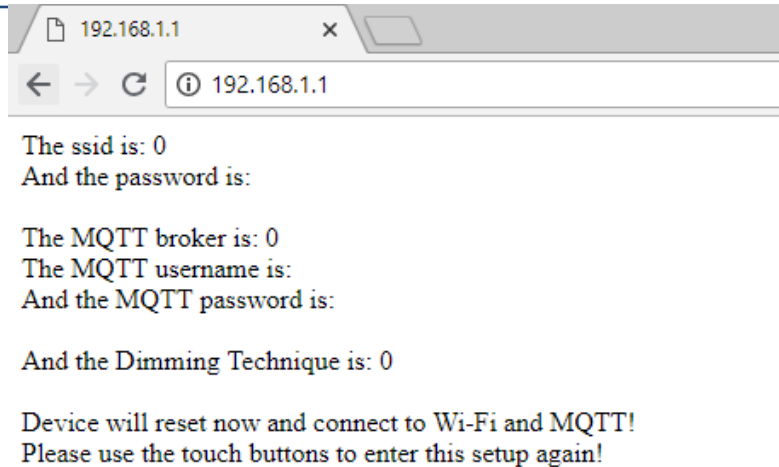 192.168.1.1
192.168.1.1
The ssid is: 0
And the password is:
The MQTT broker is: 0
The MQTT username is:
And the MQTT password is:
And the Dimming Technique is: 0
Device will reset now and connect to Wi-Fi and MQTT!
Please use the touch buttons to enter this setup again!